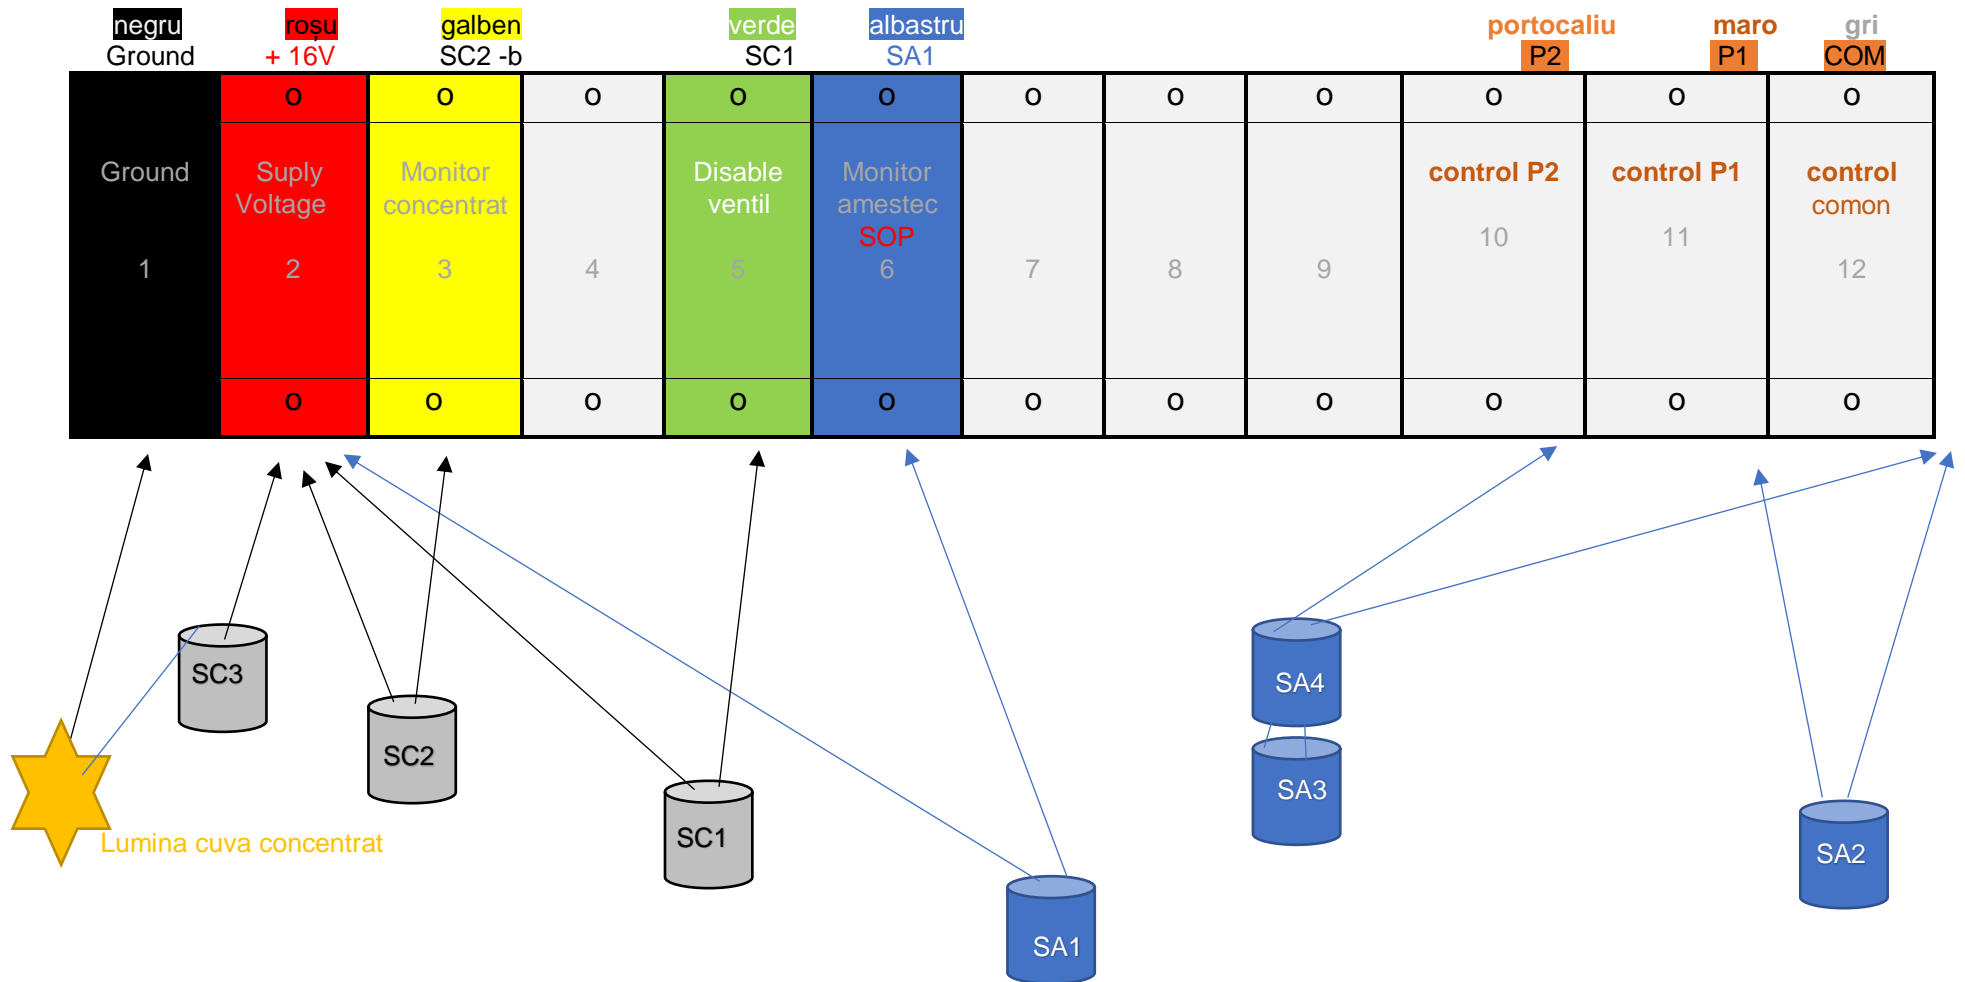 negru roșu galben verde albastru portocaliu maro gri
Ground + 16V SC2 -b SC1 SA1 P2 P1 COM
o o o o o o o o o o o
Ground Suply Monitor Disable Monitor control P2 control P1 control
Voltage concentrat ventil amestec comon
SOP 10 11
1 2 3 4 5 6 7 8 9 12
o o o o o o o o o o o
SC3
SC2
SC1
SA1
SA4
SA3
SA2
Lumina cuva concentrat